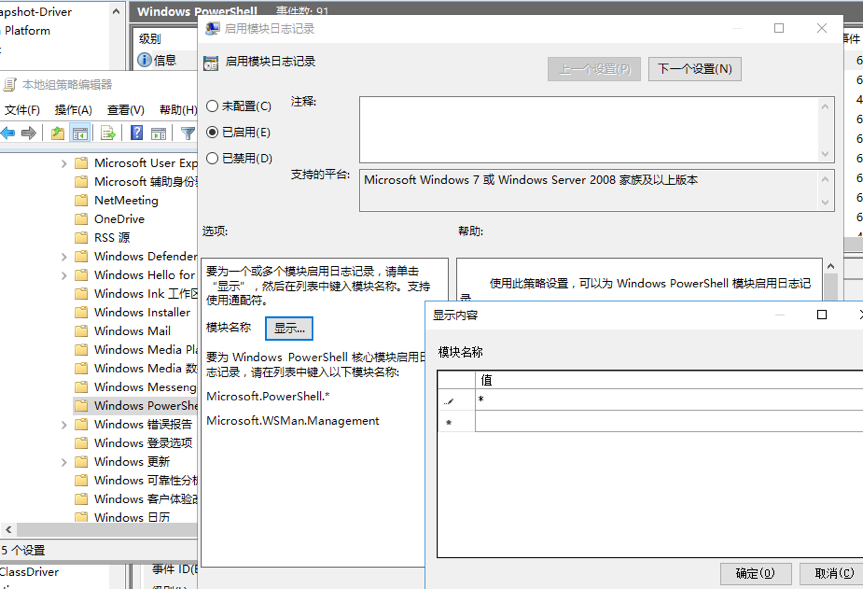 apshot-Driver
Platform
Windows PowerShell 事件数: 91
级别
信息
事件
本地组策略编辑器
文件(F) 操作(A) 查看(V) 帮助(H)
Microsoft User Exp
Microsoft 辅助身份验
NetMeeting
OneDrive
RSS 源
Windows Defender
Windows Hello for
Windows Ink 工作区
Windows Installer
Windows Mail
Windows Media Pla
Windows Media 数
Windows Messeng
Windows PowerShe
Windows 错误报告
Windows 登录选项
Windows 更新
Windows 可靠性分析
Windows 客户体验改
Windows 日历
5 个设置
ClassDriver
事件 ID(E
启用模块日志记录
启用模块日志记录
上一个设置(P) 下一个设置(N)
未配置(C) 注释:
已启用(E)
已禁用(D)
支持的平台: Microsoft Windows 7 或 Windows Server 2008 家族及以上版本
选项: 帮助:
要为一个或多个模块启用日志记录，请单击
“显示”，然后在列表中键入模块名称。支持
使用通配符。
模块名称 显示...
要为 Windows PowerShell 核心模块启用日
志记录，请在列表中键入以下模块名称:
Microsoft.PowerShell.*
Microsoft.WSMan.Management
使用此策略设置，可以为 Windows PowerShell 模块启用日志记
录
显示内容
模块名称
值
*
*
确定(O) 取消(C)